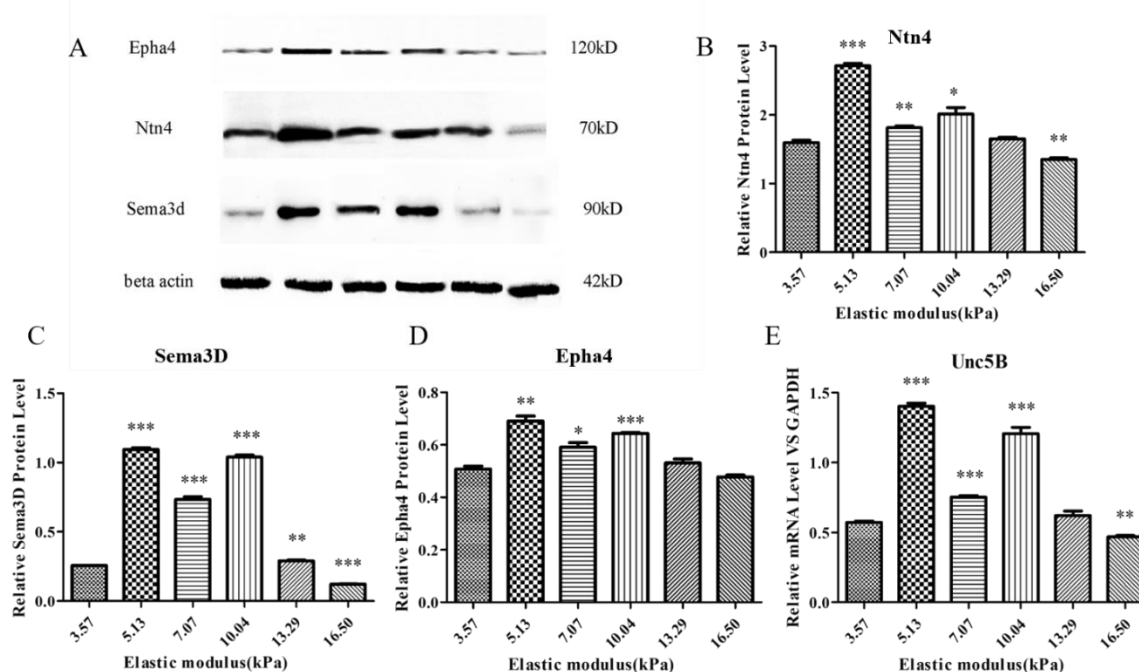 A
Epha4 120kD
Ntn4 70kD
Sema3d 90kD
beta actin 42kD
B
Ntn4
Relative Ntn4 Protein Level
3
2
1
0
***
**
*
**
3.57 5.13 7.07 10.04 13.29 16.50
Elastic modulus(kPa)
C
Sema3D
Relative Sema3D Protein Level
1.5
1.0
0.5
0.0
***
***
***
**
***
3.57 5.13 7.07 10.04 13.29 16.50
Elastic modulus(kPa)
D
Epha4
Relative Epha4 Protein Level
0.8
0.6
0.4
0.2
0.0
**
*
***
3.57 5.13 7.07 10.04 13.29 16.50
Elastic modulus(kPa)
E
Unc5B
Relative mRNA Level VS GAPDH
1.5
1.0
0.5
0.0
***
***
***
**
3.57 5.13 7.07 10.04 13.29 16.50
Elastic modulus(kPa)